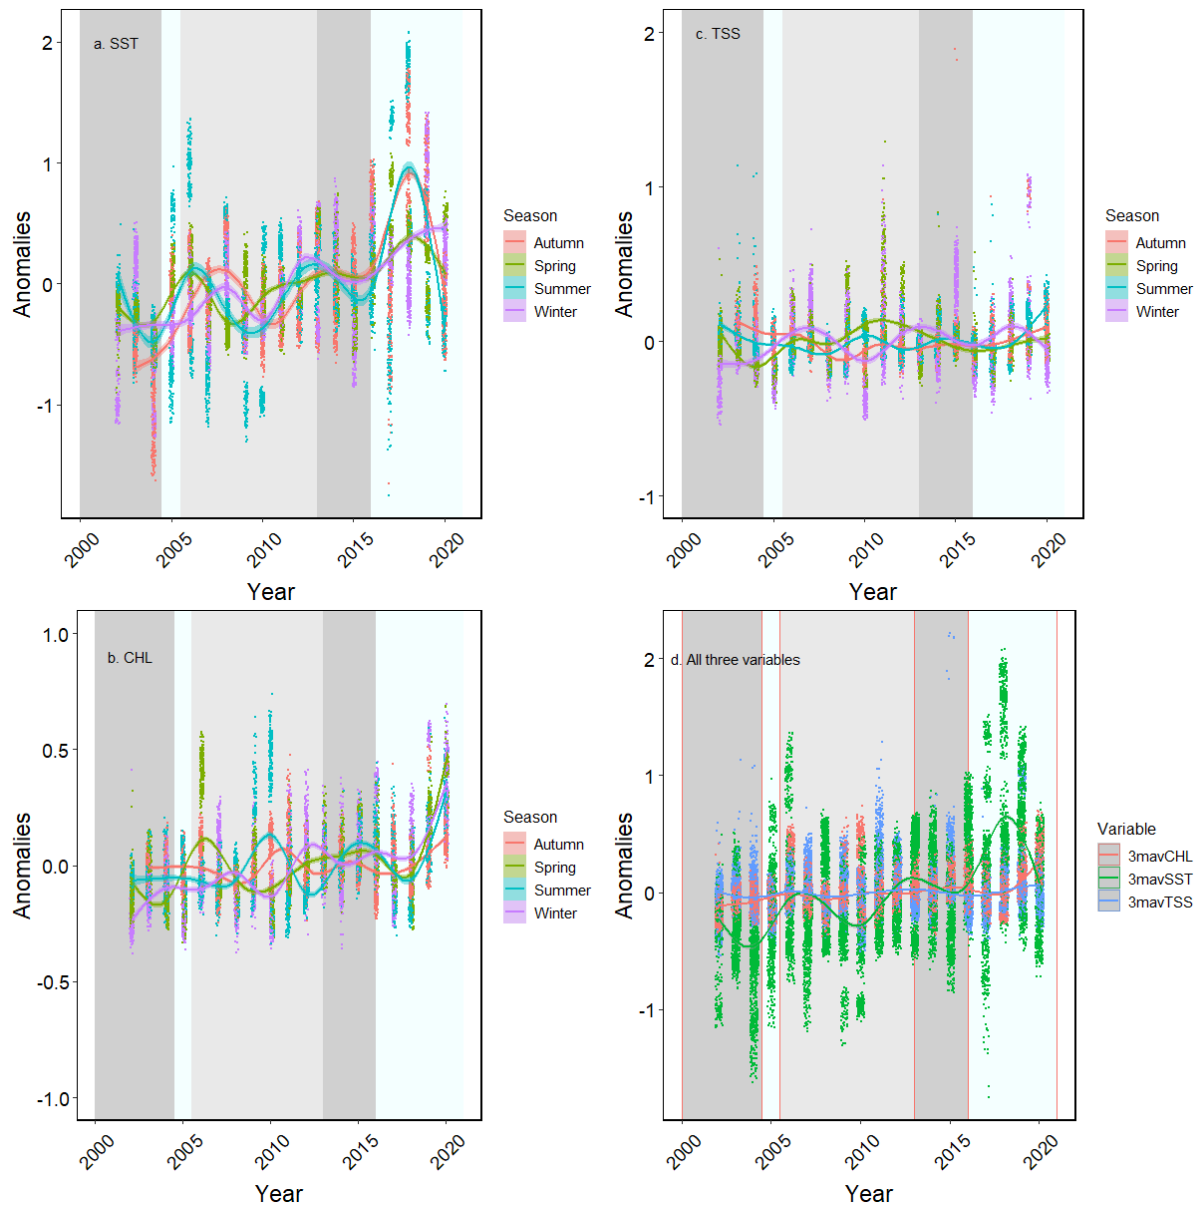 a. SST
2
1
0
-1
Anomalies
2000
2005
2010
2015
2020
Year
Season
Autumn
Spring
Summer
Winter
c. TSS
2
1
0
-1
Anomalies
2000
2005
2010
2015
2020
Year
Season
Autumn
Spring
Summer
Winter
b. CHL
1.0
0.5
0.0
-0.5
-1.0
Anomalies
2000
2005
2010
2015
2020
Year
Season
Autumn
Spring
Summer
Winter
d. All three variables
2
1
0
-1
Anomalies
2000
2005
2010
2015
2020
Year
Variable
3mavCHL
3mavSST
3mavTSS